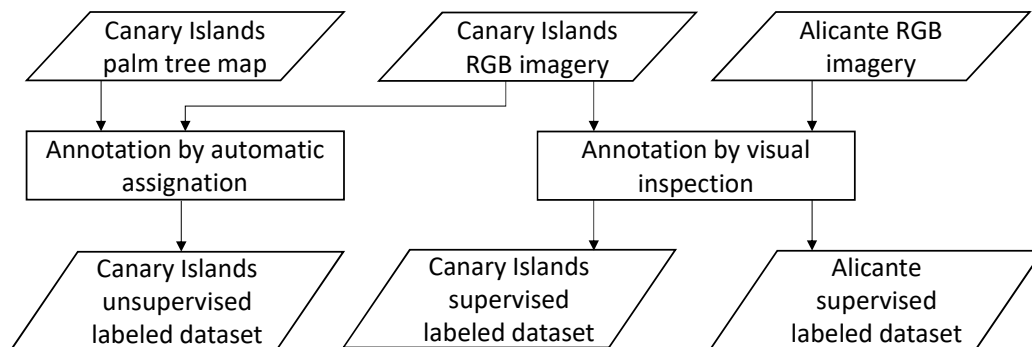 Canary Islands
palm tree map
Canary Islands
RGB imagery
Alicante RGB
imagery
Annotation by automatic
assignation
Annotation by visual
inspection
Canary Islands
unsupervised
labeled dataset
Canary Islands
supervised
labeled dataset
Alicante
supervised
labeled dataset